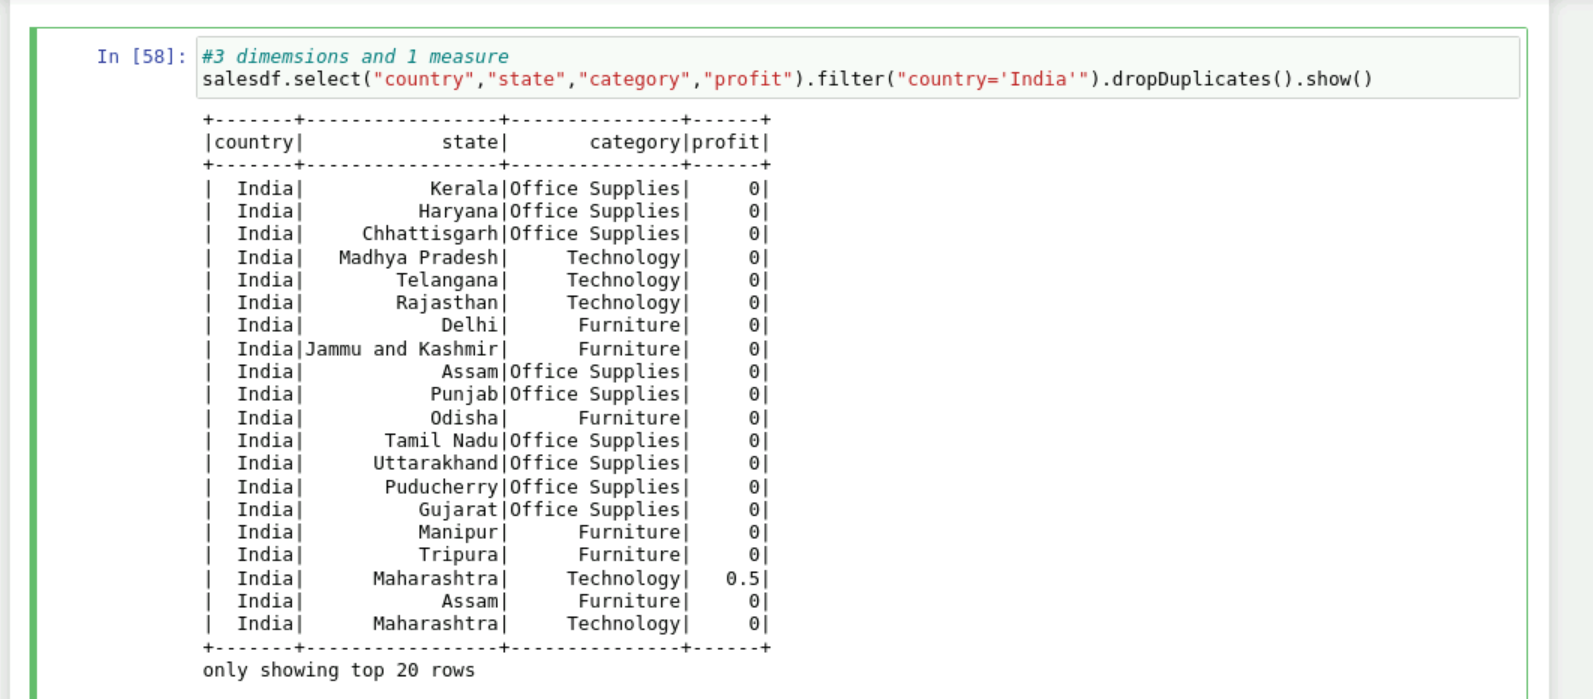 In [58]: #3 dimemsions and 1 measure
salesdf.select("country","state","category","profit").filter("country='India'").dropDuplicates().show()
+-------+-----------------+---------------+------+
|country|            state|       category|profit|
+-------+-----------------+---------------+------+
|  India|           Kerala|Office Supplies|     0|
|  India|          Haryana|Office Supplies|     0|
|  India|     Chhattisgarh|Office Supplies|     0|
|  India|   Madhya Pradesh|     Technology|     0|
|  India|        Telangana|     Technology|     0|
|  India|        Rajasthan|     Technology|     0|
|  India|            Delhi|      Furniture|     0|
|  India|Jammu and Kashmir|      Furniture|     0|
|  India|            Assam|Office Supplies|     0|
|  India|           Punjab|Office Supplies|     0|
|  India|           Odisha|      Furniture|     0|
|  India|       Tamil Nadu|Office Supplies|     0|
|  India|      Uttarakhand|Office Supplies|     0|
|  India|       Puducherry|Office Supplies|     0|
|  India|          Gujarat|Office Supplies|     0|
|  India|          Manipur|      Furniture|     0|
|  India|          Tripura|      Furniture|     0|
|  India|      Maharashtra|     Technology|   0.5|
|  India|            Assam|      Furniture|     0|
|  India|      Maharashtra|     Technology|     0|
+-------+-----------------+---------------+------+
only showing top 20 rows